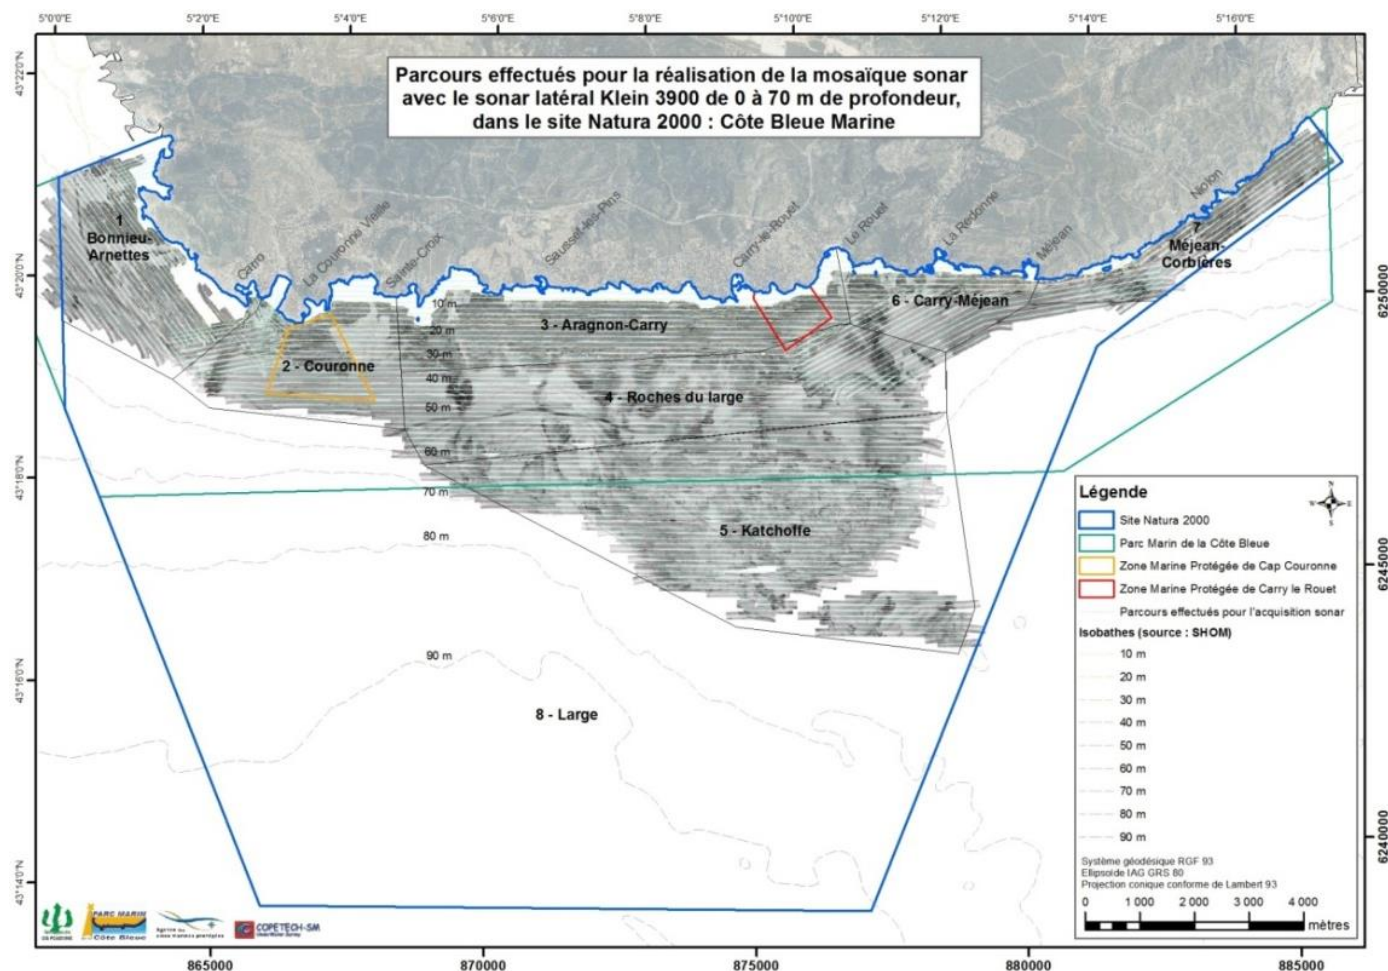 5°0'0"E
5°2'0"E
5°4'0"E
5°6'0"E
5°8'0"E
5°10'0"E
5°12'0"E
5°14'0"E
5°16'0"E
43°22'0"N
43°20'0"N
43°18'0"N
43°16'0"N
43°14'0"N
Parcours effectués pour la réalisation de la mosaïque sonar
avec le sonar latéral Klein 3900 de 0 à 70 m de profondeur,
dans le site Natura 2000 : Côte Bleue Marine
1
Bonnieu-
Arnettes
Carro
La Couronne Vieille
Sainte-Croix
Sausset-les-Pins
Carry-le-Rouet
Le Rouet
La Redonne
Méjean
Niolon
7
Méjean-
Corbières
6 - Carry-Méjean
3 - Aragnon-Carry
2 - Couronne
4 - Roches du large
5 - Katchoffe
8 - Large
10 m
20 m
30 m
40 m
50 m
60 m
70 m
80 m
90 m
6250000
6245000
6240000
Légende
Site Natura 2000
Parc Marin de la Côte Bleue
Zone Marine Protégée de Cap Couronne
Zone Marine Protégée de Carry le Rouet
Parcours effectués pour l'acquisition sonar
Isobathes (source : SHOM)
10 m
20 m
30 m
40 m
50 m
60 m
70 m
80 m
90 m
Système géodésique RGF 93
Ellipsoïde IAG GRS 80
Projection conique conforme de Lambert 93
0 1 000 2 000 3 000 4 000
mètres
N
W E
S
PARC MARIN
Côte Bleue
COPETECH-SM
865000
870000
875000
880000
885000